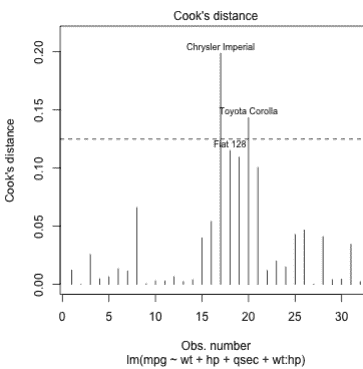 Cook's distance
Chrysler Imperial
Toyota Corolla
Fiat 128
Cook's distance
0.20
0.15
0.10
0.05
0.00
0 5 10 15 20 25 30
Obs. number
lm(mpg ~ wt + hp + qsec + wt:hp)